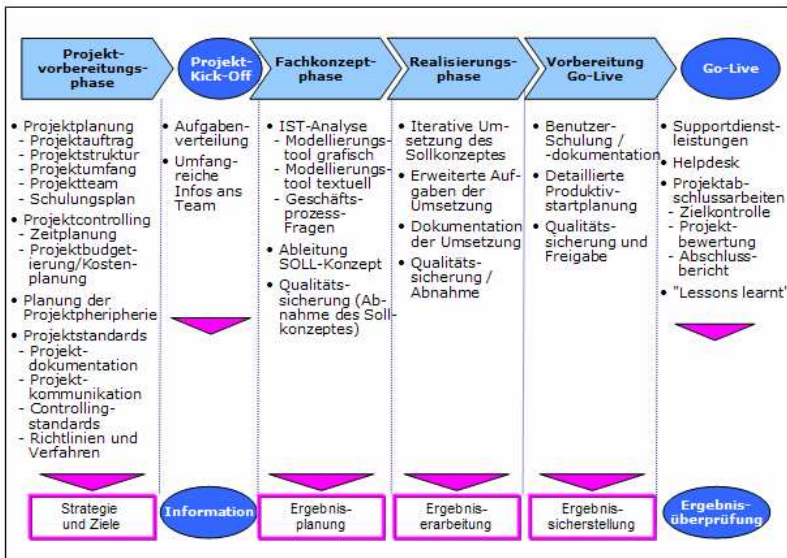 Projekt-
vorbereitungs-
phase
Projekt-
Kick-Off
Fachkonzept-
phase
Realisierungs-
phase
Vorbereitung
Go-Live
Go-Live
• Projektplanung
- Projektauftrag
- Projektstruktur
- Projektumfang
- Projektteam
- Schulungsplan
• Projektcontrolling
- Zeitplanung
- Projektbudget-
ierung/Kosten-
planung
• Planung der
Projektpheripherie
• Projektstandards
- Projekt-
dokumentation
- Projekt-
kommunikation
- Controlling-
standards
- Richtlinien und
Verfahren
• Aufgaben-
verteilung
• Umfang-
reiche
Infos ans
Team
• IST-Analyse
- Modellierungs-
tool grafisch
- Modellierungs-
tool textuell
- Geschäfts-
prozess-
Fragen
• Ableitung
SOLL-Konzept
• Qualitäts-
sicherung (Ab-
nahme des Soll-
konzeptes)
• Iterative Um-
setzung des
Sollkonzeptes
• Erweiterte Auf-
gaben der
Umsetzung
• Dokumentation
der Umsetzung
• Qualitäts-
sicherung /
Abnahme
• Benutzer-
Schulung /
-dokumentation
• Detaillierte
Produktiv-
startplanung
• Qualitäts-
sicherung und
Freigabe
• Supportdienst-
leistungen
• Helpdesk
• Projektab-
schlussarbeiten
- Zielkontrolle
- Projekt-
bewertung
- Abschluss-
bericht
• "Lessons learnt"
Strategie
und Ziele
Information
Ergebnis-
planung
Ergebnis-
erarbeitung
Ergebnis-
sicherstellung
Ergebnis-
überprüfung